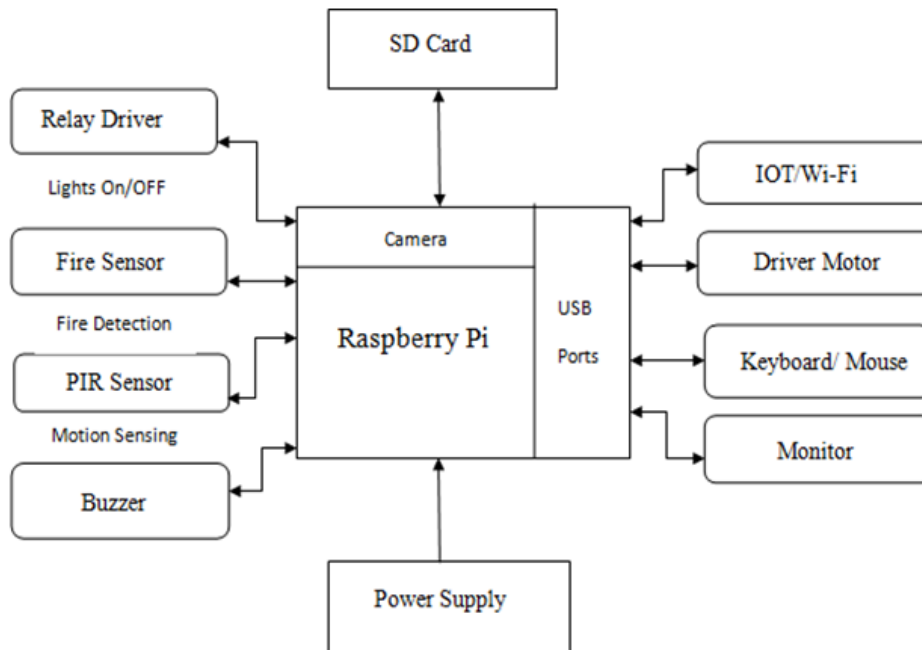 SD Card
Relay Driver
Lights On/OFF
Fire Sensor
Fire Detection
PIR Sensor
Motion Sensing
Buzzer
Camera
Raspberry Pi
USB
Ports
IOT/Wi-Fi
Driver Motor
Keyboard/ Mouse
Monitor
Power Supply